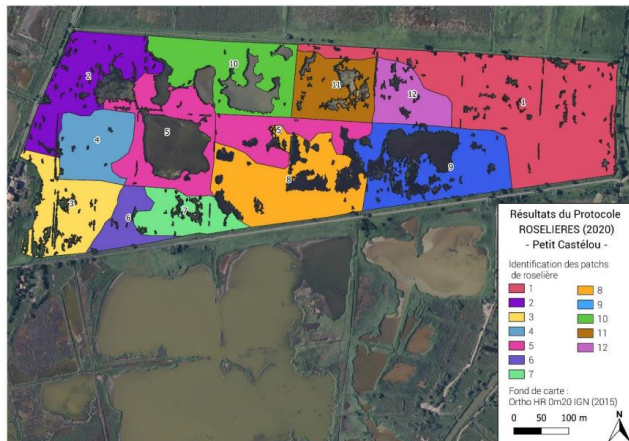 2
10
1
11
12
1
4
5
5
9
8
3
6
7
Résultats du Protocole
ROSELIERES (2020)
- Petit Castélou -
Identification des patchs
de roselière
1
2
3
4
5
6
7
8
9
10
11
12
Fond de carte :
Ortho HR 0m20 IGN (2015)
N
0 50 100 m